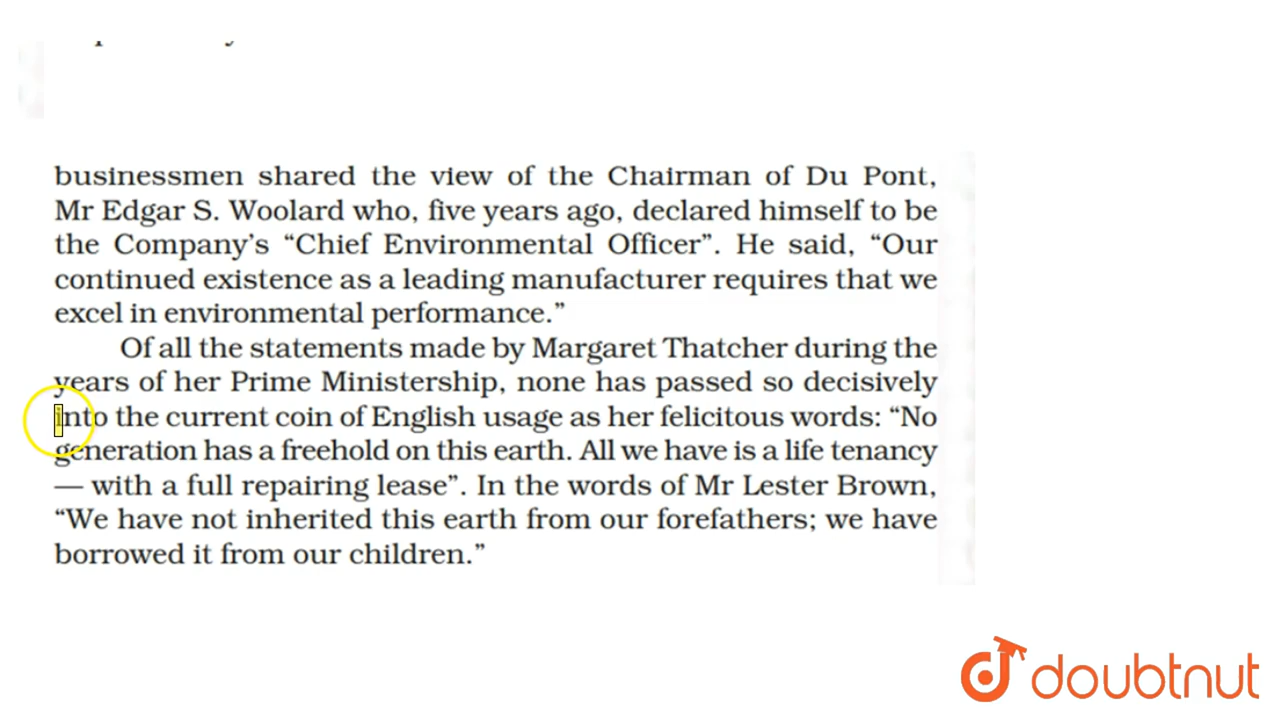 businessmen shared the view of the Chairman of Du Pont,
Mr Edgar S. Woolard who, five years ago, declared himself to be
the Company's “Chief Environmental Officer”. He said, “Our
continued existence as a leading manufacturer requires that we
excel in environmental performance.”
Of all the statements made by Margaret Thatcher during the
years of her Prime Ministership, none has passed so decisively
into the current coin of English usage as her felicitous words: “No
generation has a freehold on this earth. All we have is a life tenancy
— with a full repairing lease”. In the words of Mr Lester Brown,
“We have not inherited this earth from our forefathers; we have
borrowed it from our children.”
doubtnut